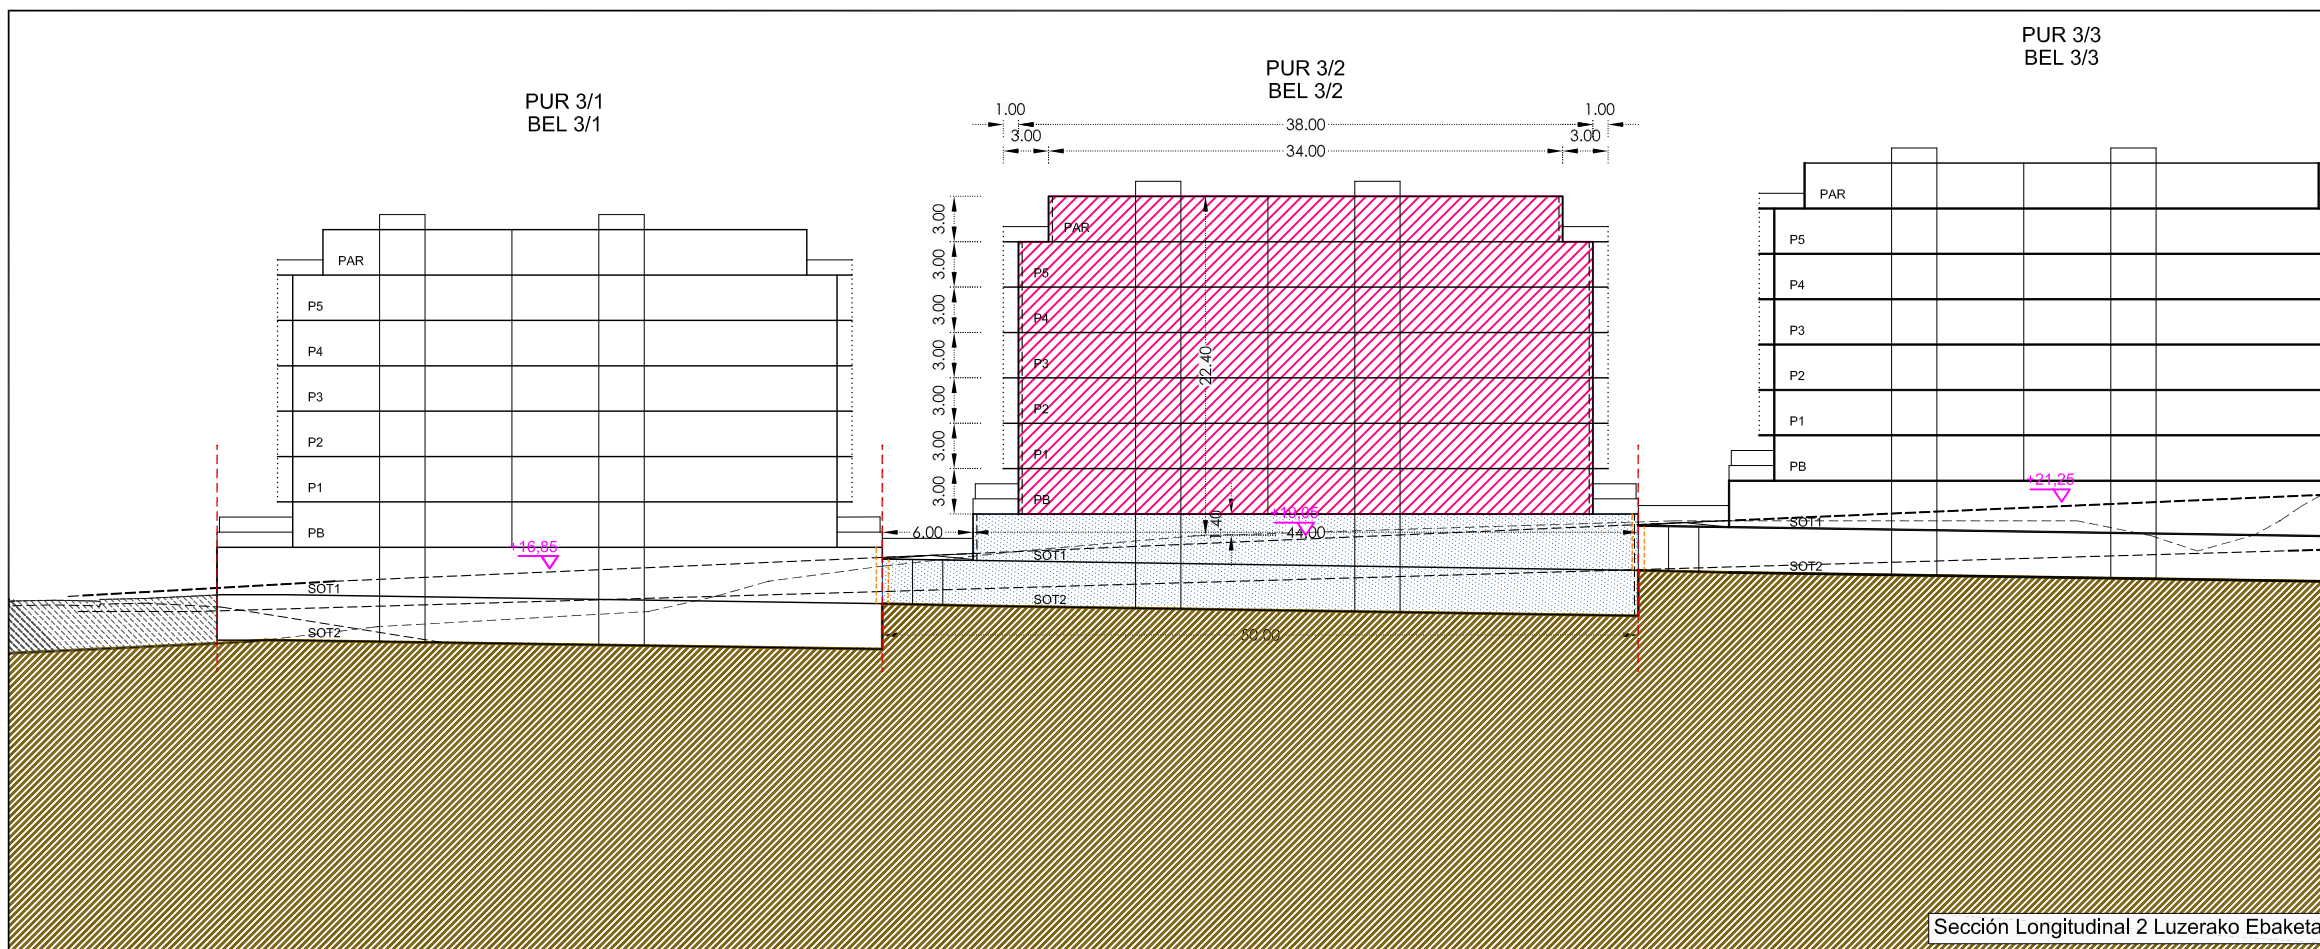 PUR 3/1
BEL 3/1
PUR 3/2
BEL 3/2
PUR 3/3
BEL 3/3
1.00
38.00
1.00
3.00
34.00
3.00
PAR
P5
P4
P3
P2
P1
PB
+16,85
SOT1
SOT2
3.00
3.00
3.00
3.00
3.00
3.00
3.00
22.40
1.40
PAR
P5
P4
P3
P2
P1
PB
6.00
44.00
SOT1
SOT2
50.00
PAR
P5
P4
P3
P2
P1
PB
+21,25
SOT1
SOT2
Sección Longitudinal 2 Luzerako Ebaketa